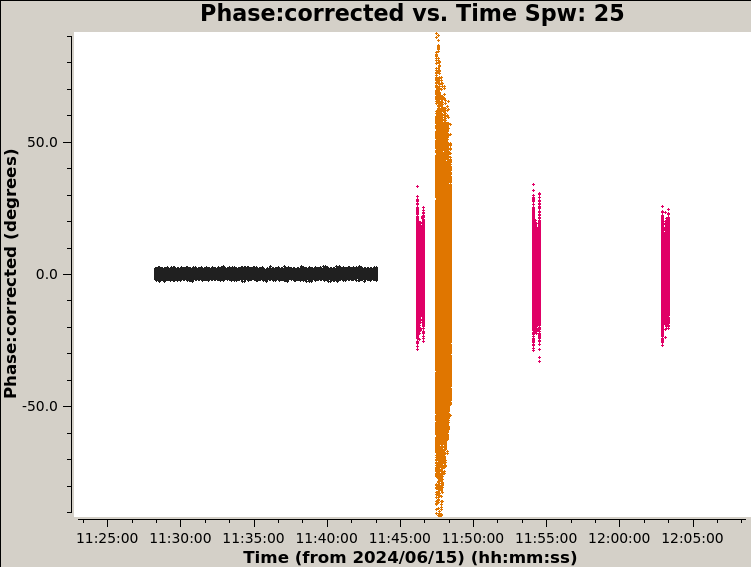 Phase:corrected vs. Time Spw: 25
Phase:corrected (degrees)
50.0
0.0
-50.0
11:25:00 11:30:00 11:35:00 11:40:00 11:45:00 11:50:00 11:55:00 12:00:00 12:05:00
Time (from 2024/06/15) (hh:mm:ss)